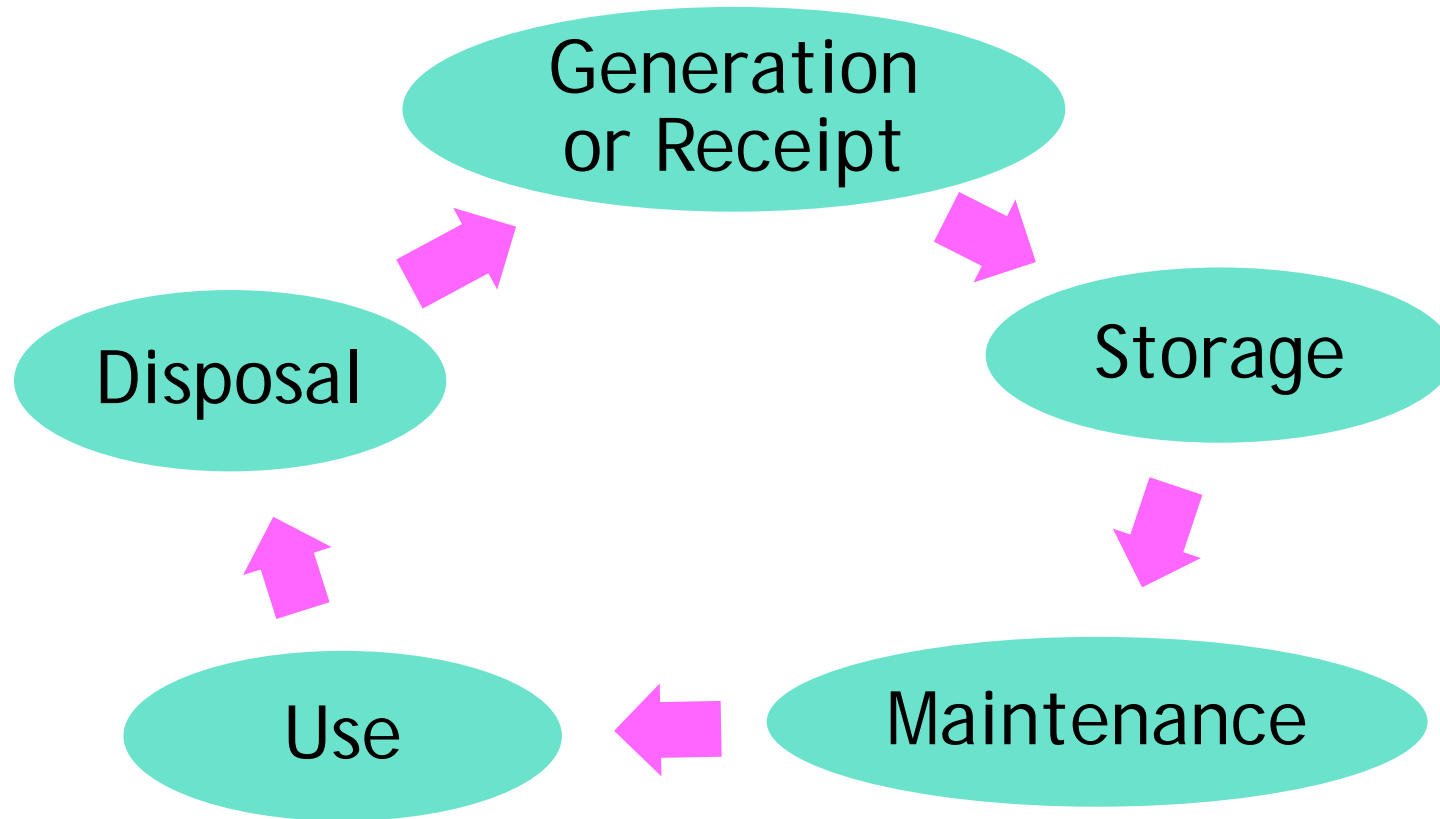 Generation
or Receipt
Storage
Maintenance
Use
Disposal